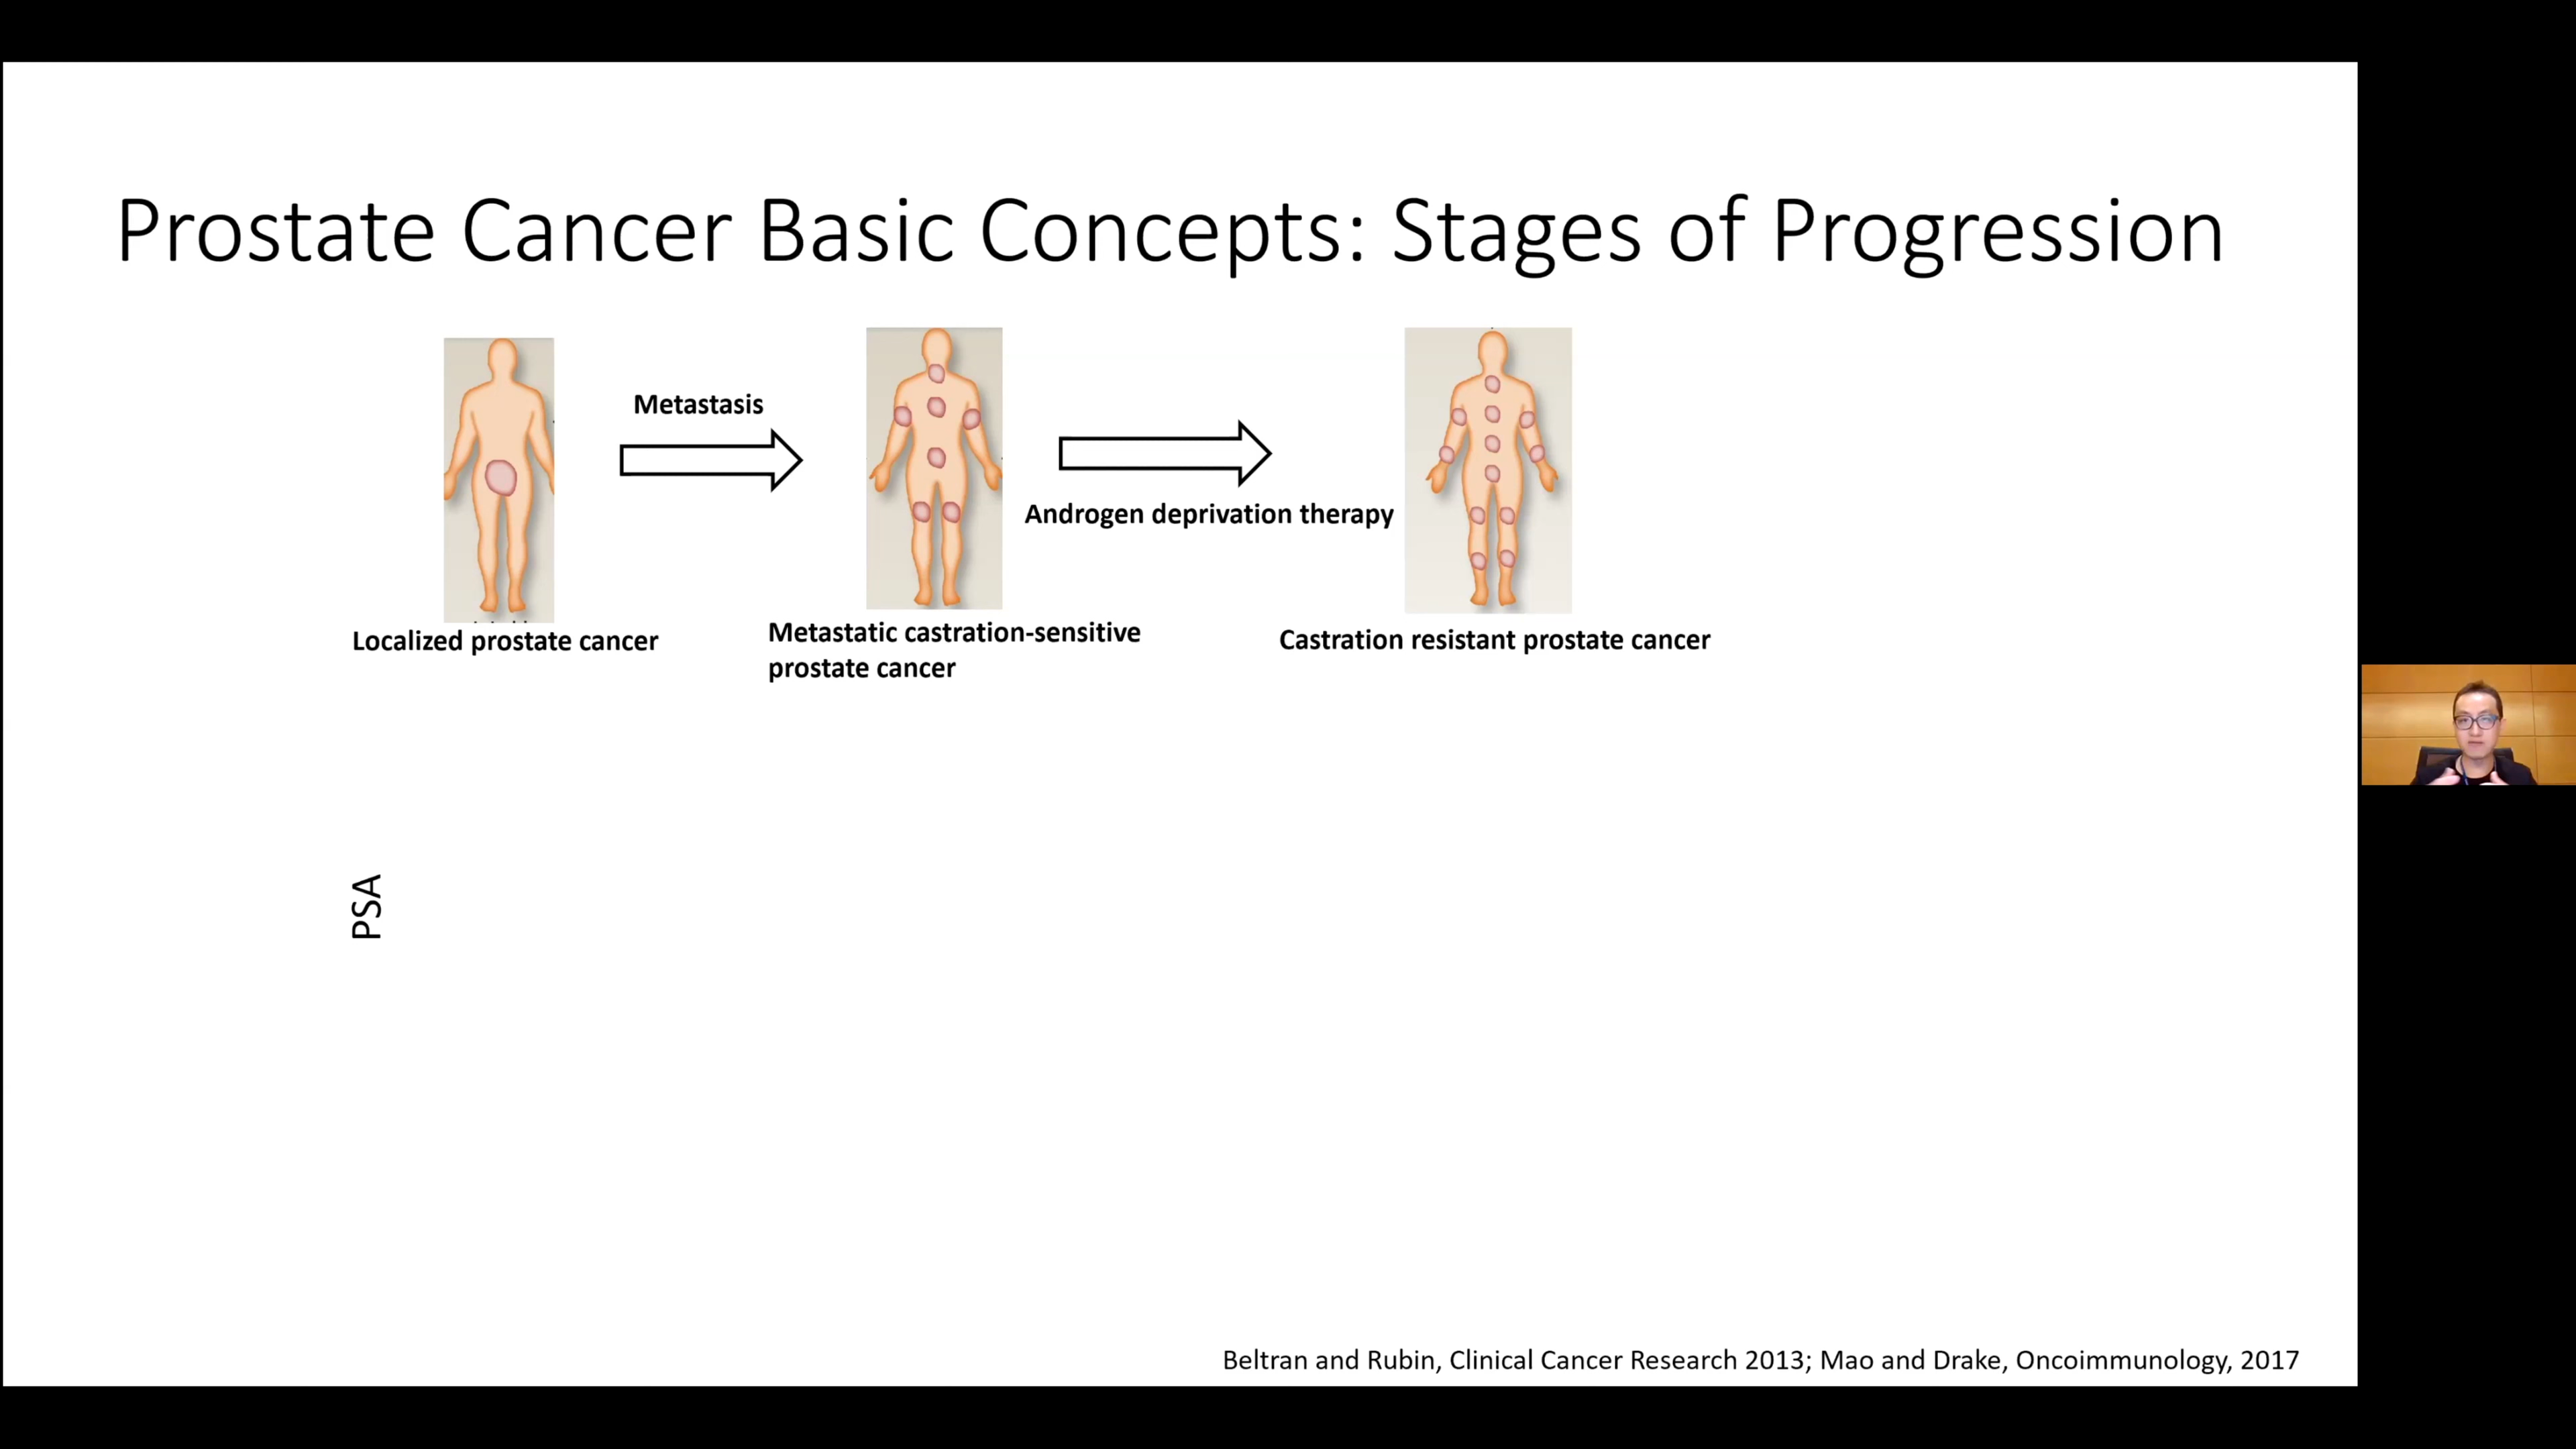 Prostate Cancer Basic Concepts: Stages of Progression
Metastasis
Androgen deprivation therapy
Localized prostate cancer
Metastatic castration-sensitive
prostate cancer
Castration resistant prostate cancer
PSA
Beltran and Rubin, Clinical Cancer Research 2013; Mao and Drake, Oncoimmunology, 2017